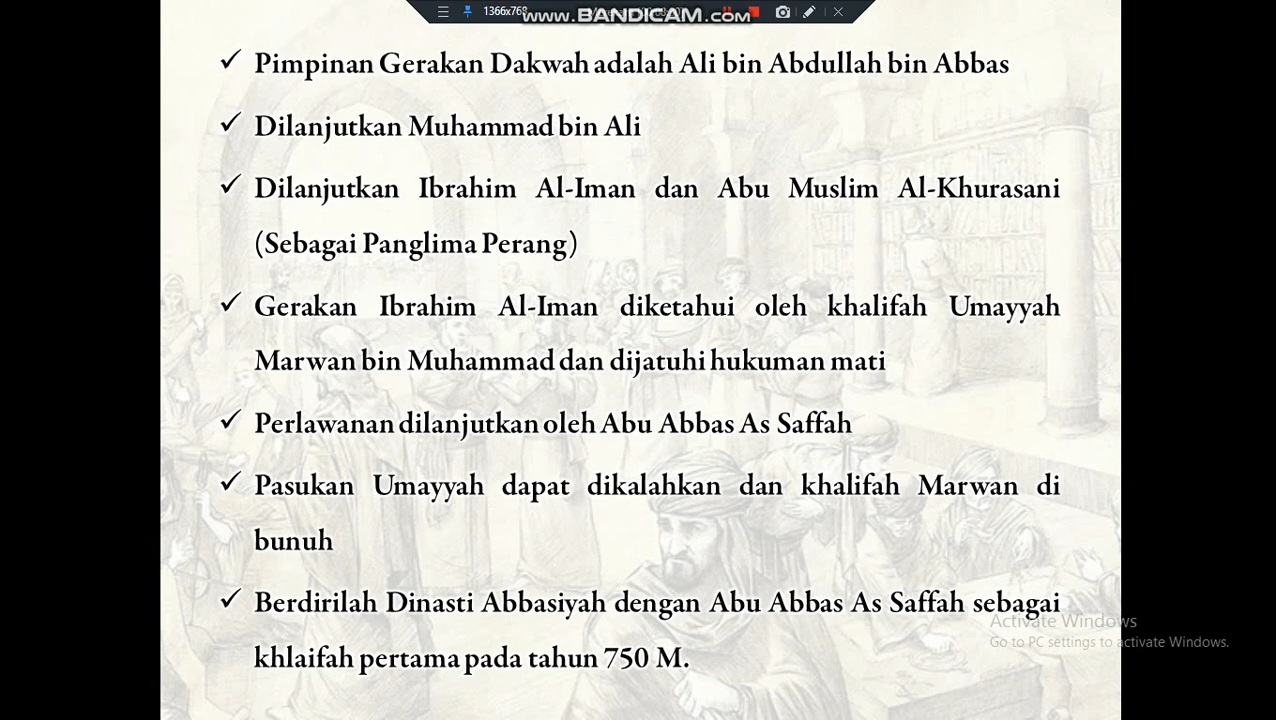 1366x768
www.BANDICAM.com
✓ Pimpinan Gerakan Dakwah adalah Ali bin Abdullah bin Abbas
✓ Dilanjutkan Muhammad bin Ali
✓ Dilanjutkan Ibrahim Al-Iman dan Abu Muslim Al-Khurasani
(Sebagai Panglima Perang)
✓ Gerakan Ibrahim Al-Iman diketahui oleh khalifah Umayyah
Marwan bin Muhammad dan dijatuhi hukuman mati
✓ Perlawanan dilanjutkan oleh Abu Abbas As Saffah
✓ Pasukan Umayyah dapat dikalahkan dan khalifah Marwan di
bunuh
✓ Berdirilah Dinasti Abbasiyah dengan Abu Abbas As Saffah sebagai
khlaifah pertama pada tahun 750 M.
Activate Windows
Go to PC settings to activate Windows.